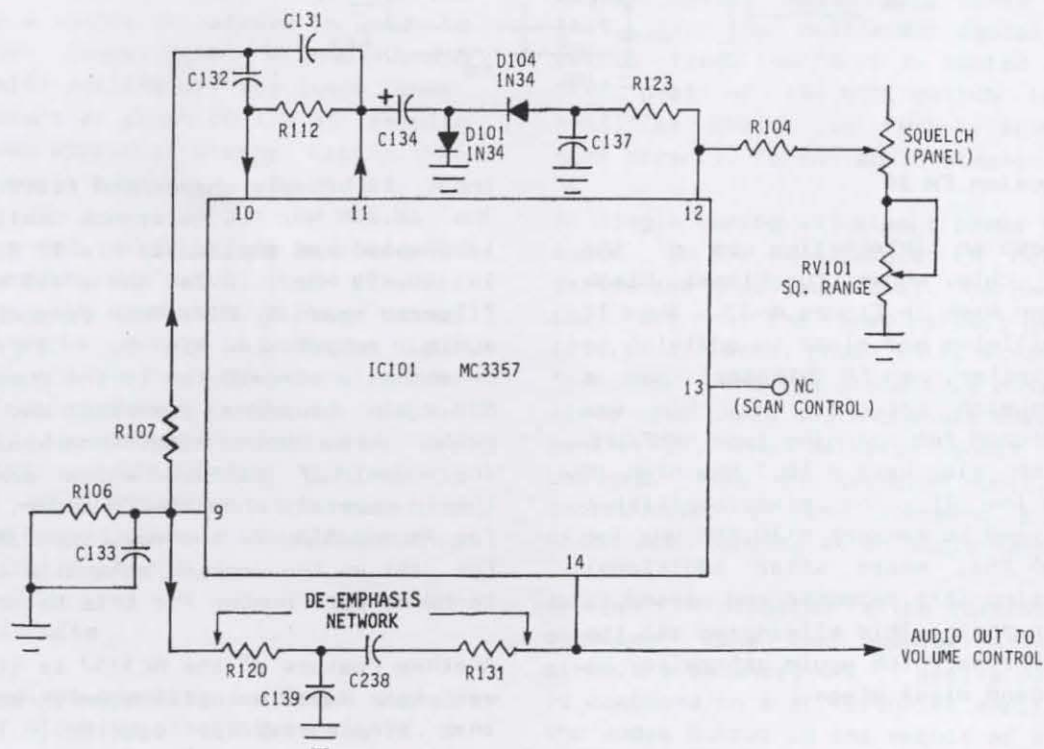 C131
C132
D104
1N34
R123
R112
C134
D101
1N34
C137
R104
SQUELCH
(PANEL)
10
11
12
RV101
SQ. RANGE
IC101 MC3357
13
NC
(SCAN CONTROL)
R107
R106
9
C133
14
DE-EMPHASIS
NETWORK
AUDIO OUT TO
VOLUME CONTROL
R120
C238
R131
C139